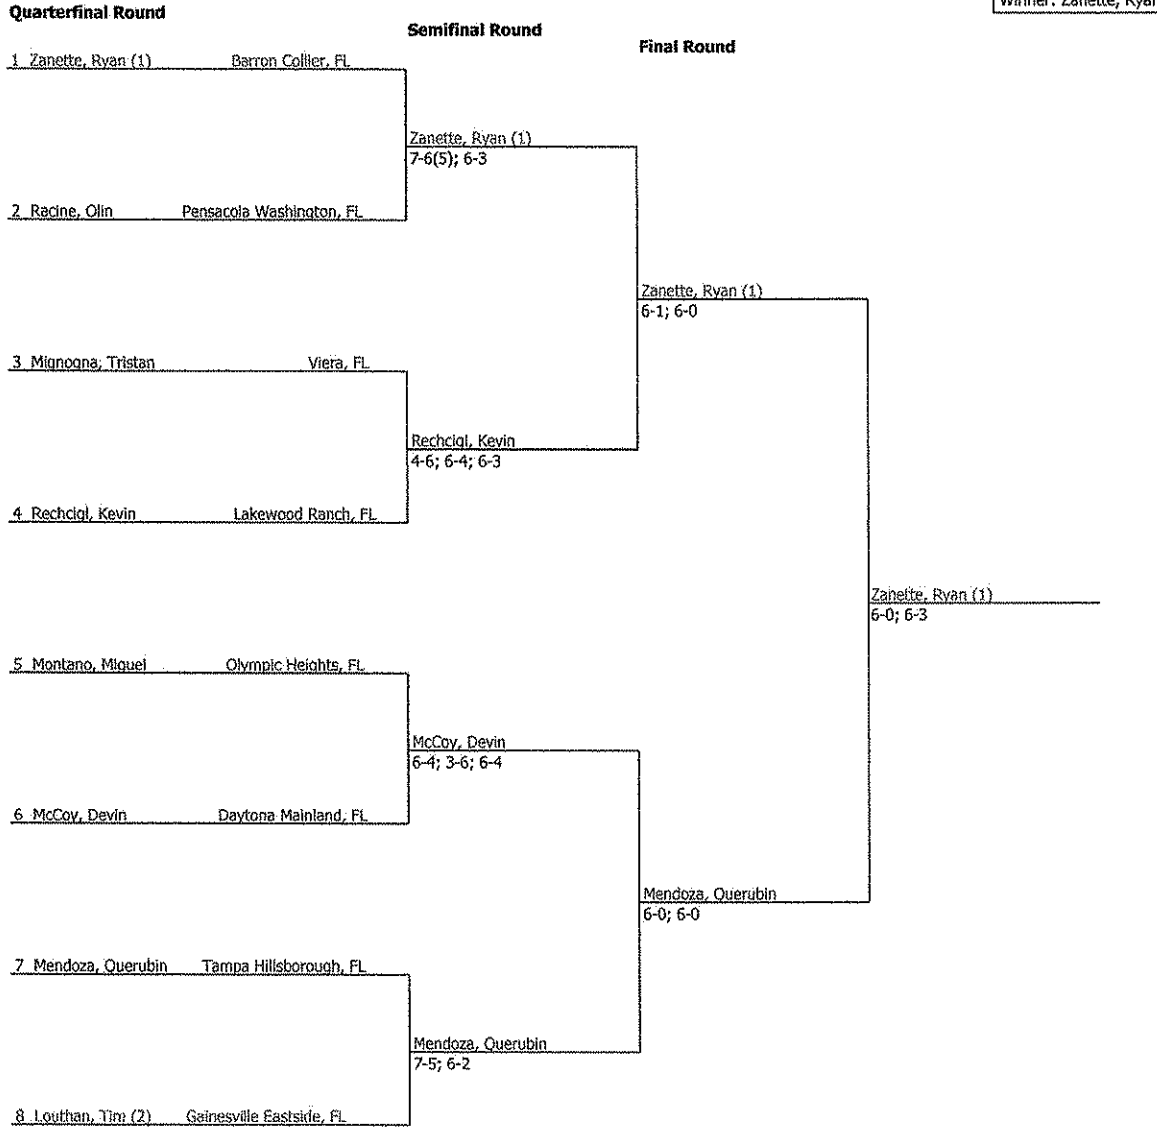 Winner: Zanette, Ryan
Quarterfinal Round
Semifinal Round
Final Round
1 Zanette, Ryan (1) Barron Collier, FL
Zanette, Ryan (1)
7-6(5); 6-3
2 Racine, Olin Pensacola Washington, FL
Zanette, Ryan (1)
6-1; 6-0
3 Mignogna, Tristan Viera, FL
Rechcigl, Kevin
4-6; 6-4; 6-3
4 Rechcigl, Kevin Lakewood Ranch, FL
Zanette, Ryan (1)
6-0; 6-3
5 Montano, Miguel Olympic Heights, FL
McCoy, Devin
6-4; 3-6; 6-4
6 McCoy, Devin Daytona Mainland, FL
Mendoza, Querubin
6-0; 6-0
7 Mendoza, Querubin Tampa Hillsborough, FL
Mendoza, Querubin
7-5; 6-2
8 Louthan, Tim (2) Gainesville Eastside, FL